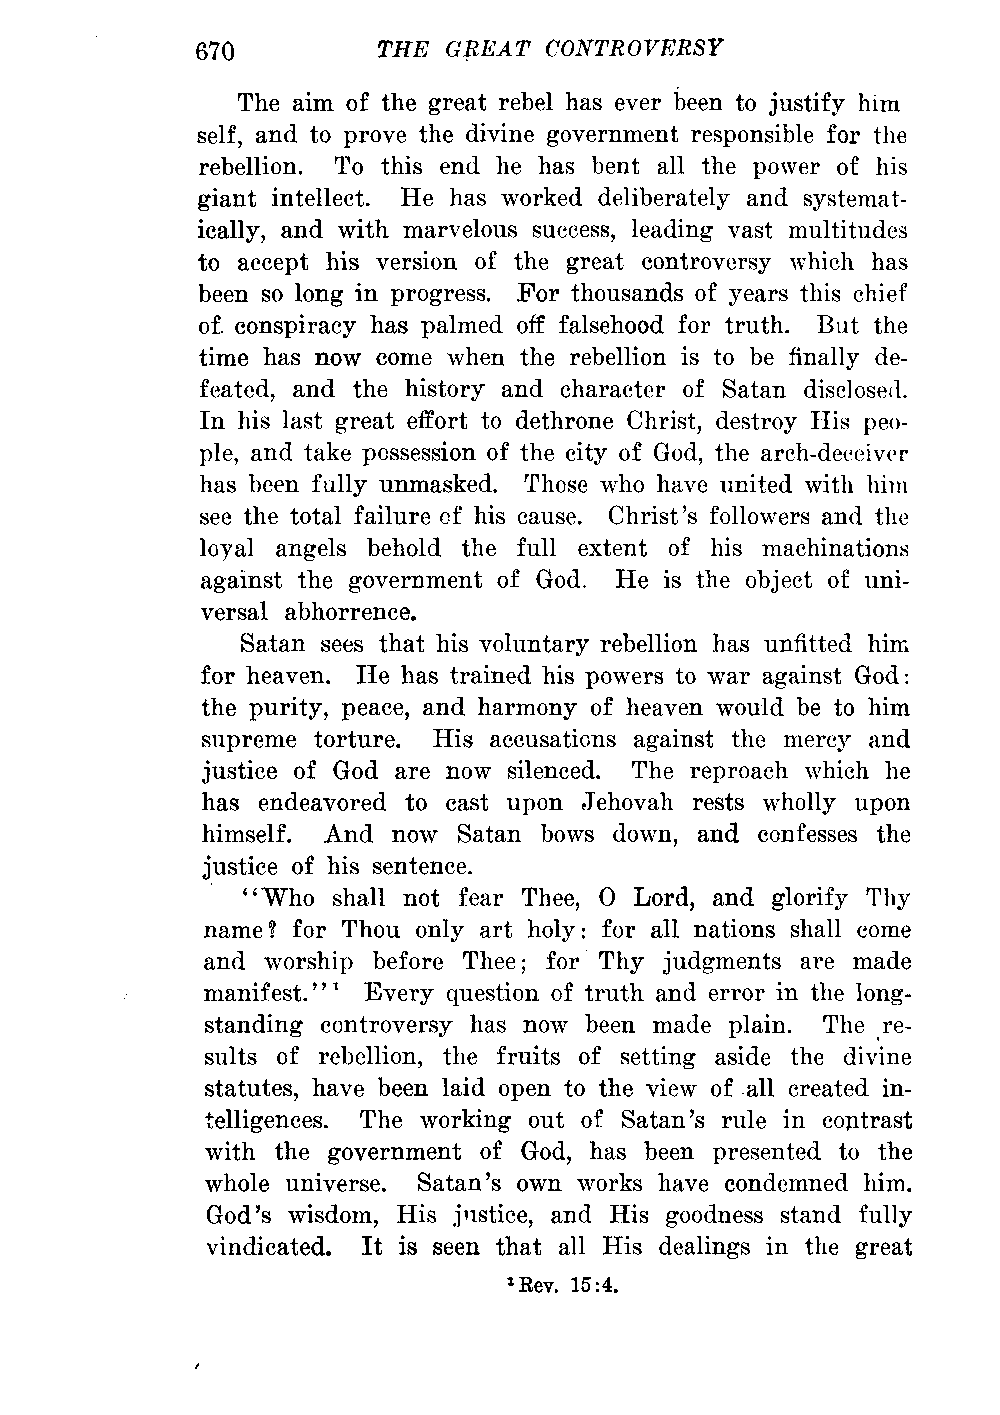 670 THE GREAT CONTROVERSY
The aim of the great rebel has ever been to justify him
self, and to prove the divine government responsible for the
rebellion. To this end he has bent all the power of his
giant intellect. He has worked deliberately and systemat-
ically, and with marvelous success, leading vast multitudes
to accept his version of the great controversy which has
been so long in progress. For thousands of years this chief
of conspiracy has palmed off falsehood for truth. But the
time has now come when the rebellion is to be finally de-
feated, and the history and character of Satan disclosed.
In his last great effort to dethrone Christ, destroy His peo-
ple, and take possession of the city of God, the arch-deceiver
has been fully unmasked. Those who have united with him
see the total failure of his cause. Christ's followers and the
loyal angels behold the full extent of his machinations
against the government of God. He is the object of uni-
versal abhorrence.
Satan sees that his voluntary rebellion has unfitted him
for heaven. He has trained his powers to war against God:
the purity, peace, and harmony of heaven would be to him
supreme torture. His accusations against the mercy and
justice of God are now silenced. The reproach which he
has endeavored to cast upon Jehovah rests wholly upon
himself. And now Satan bows down, and confesses the
justice of his sentence.
"Who shall not fear Thee, O Lord, and glorify Thy
name? for Thou only art holy: for all nations shall come
and worship before Thee; for Thy judgments are made
manifest."¹ Every question of truth and error in the long-
standing controversy has now been made plain. The re-
sults of rebellion, the fruits of setting aside the divine
statutes, have been laid open to the view of all created in-
telligences. The working out of Satan's rule in contrast
with the government of God, has been presented to the
whole universe. Satan's own works have condemned him.
God's wisdom, His justice, and His goodness stand fully
vindicated. It is seen that all His dealings in the great
¹ Rev. 15:4.